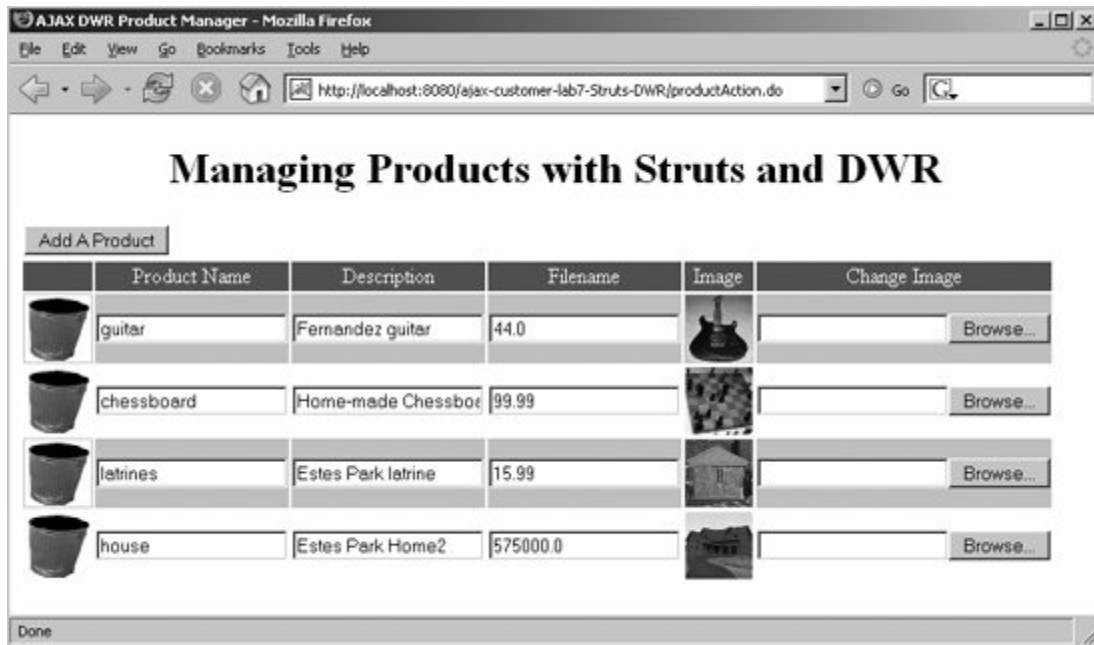 AJAX DWR Product Manager - Mozilla Firefox
File Edit View Go Bookmarks Tools Help
http://localhost:8080/ajax-customer-lab7-Struts-DWR/productAction.do Go G
Managing Products with Struts and DWR
Add A Product
Product Name Description Filename Image Change Image
guitar Fernandez guitar 44.0 Browse...
chessboard Home-made Chessboa 99.99 Browse...
latrines Estes Park latrine 15.99 Browse...
house Estes Park Home2 575000.0 Browse...
Done